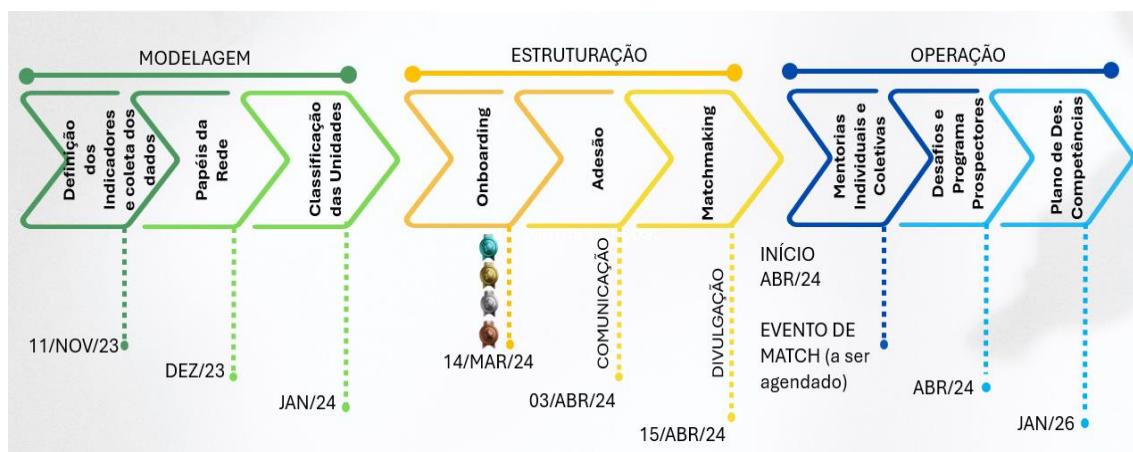 MODELAGEM
Definição
dos
Indicadores
e coleta dos
dados
Papéis da
Rede
Classificação
das Unidades
11/NOV/23
DEZ/23
JAN/24
ESTRUTURAÇÃO
Onboarding
Adesão
Matchmaking
14/MAR/24
COMUNICAÇÃO
03/ABR/24
DIVULGAÇÃO
15/ABR/24
OPERAÇÃO
Mentorias
Individuais e
Coletivas
Desafios e
Programa
Prospectores
Plano de Des.
Competências
INÍCIO
ABR/24
EVENTO DE
MATCH (a ser
agendado)
ABR/24
JAN/26